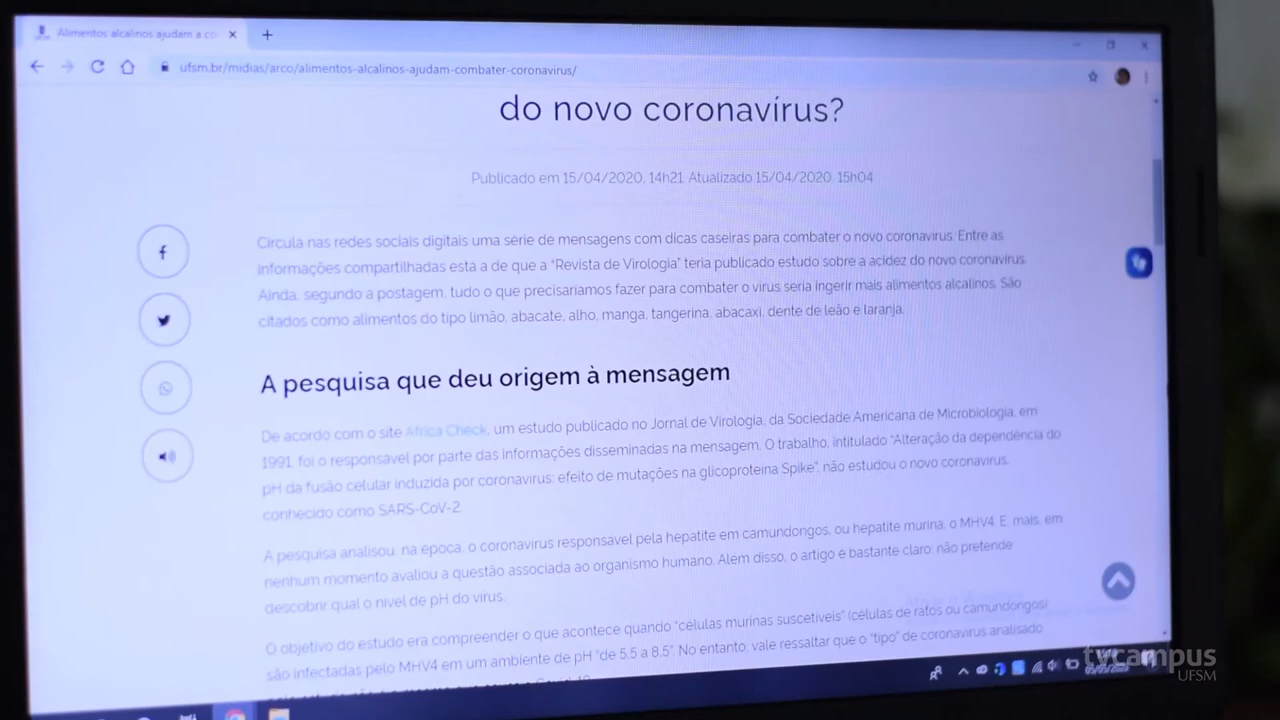 Alimentos alcalinos ajudam a co
ufsm.br/midias/arco/alimentos-alcalinos-ajudam-combater-coronavirus/
do novo coronavírus?
Publicado em 15/04/2020, 14h21 Atualizado 15/04/2020, 15h04
Circula nas redes sociais digitais uma série de mensagens com dicas caseiras para combater o novo coronavírus. Entre as
informações compartilhadas está a de que a "Revista de Virologia" teria publicado estudo sobre a acidez do novo coronavírus.
Ainda, segundo a postagem, tudo o que precisaríamos fazer para combater o vírus seria ingerir mais alimentos alcalinos. São
citados como alimentos do tipo limão, abacate, alho, manga, tangerina, abacaxi, dente de leão e laranja.
A pesquisa que deu origem à mensagem
De acordo com o site Africa Check, um estudo publicado no Jornal de Virologia, da Sociedade Americana de Microbiologia, em
1991, foi o responsável por parte das informações disseminadas na mensagem. O trabalho, intitulado "Alteração da dependência do
pH da fusão celular induzida por coronavírus: efeito de mutações na glicoproteína Spike", não estudou o novo coronavírus,
conhecido como SARS-CoV-2.
A pesquisa analisou, na época, o coronavírus responsável pela hepatite em camundongos, ou hepatite murina, o MHV4. E, mais, em
nenhum momento avaliou a questão associada ao organismo humano. Além disso, o artigo é bastante claro: não pretende
descobrir qual o nível de pH do vírus.
O objetivo do estudo era compreender o que acontece quando "células murinas suscetíveis" (células de ratos ou camundongos)
são infectadas pelo MHV4 em um ambiente de pH "de 5.5 a 8.5". No entanto, vale ressaltar que o "tipo" de coronavírus analisado
tvcampus
UFSM